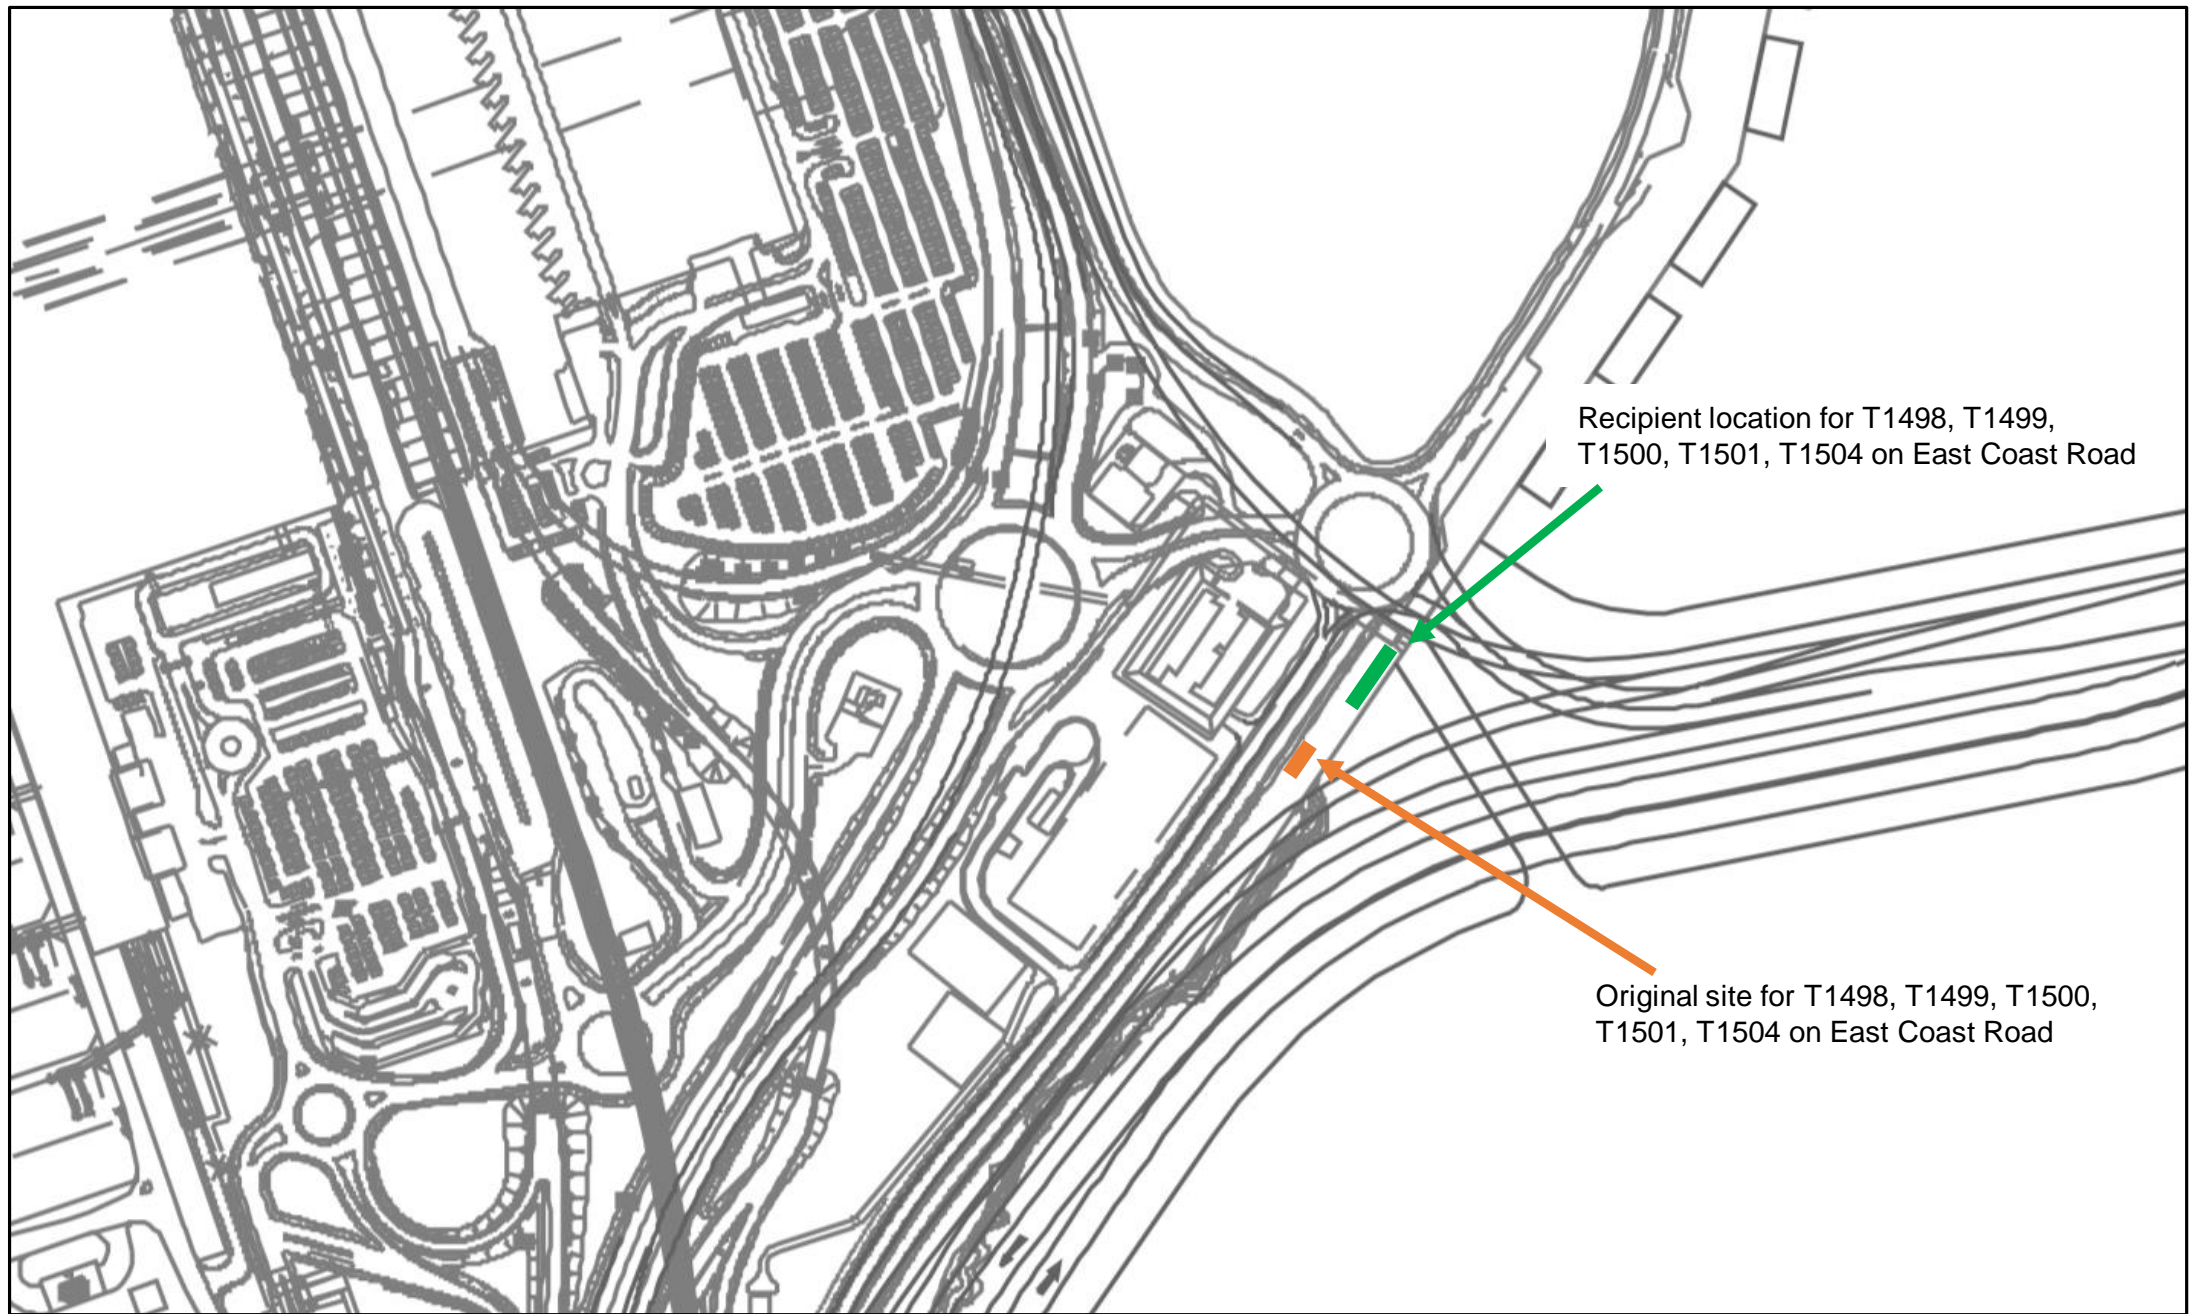 Recipient location for T1498, T1499,
T1500, T1501, T1504 on East Coast Road
Original site for T1498, T1499, T1500,
T1501, T1504 on East Coast Road